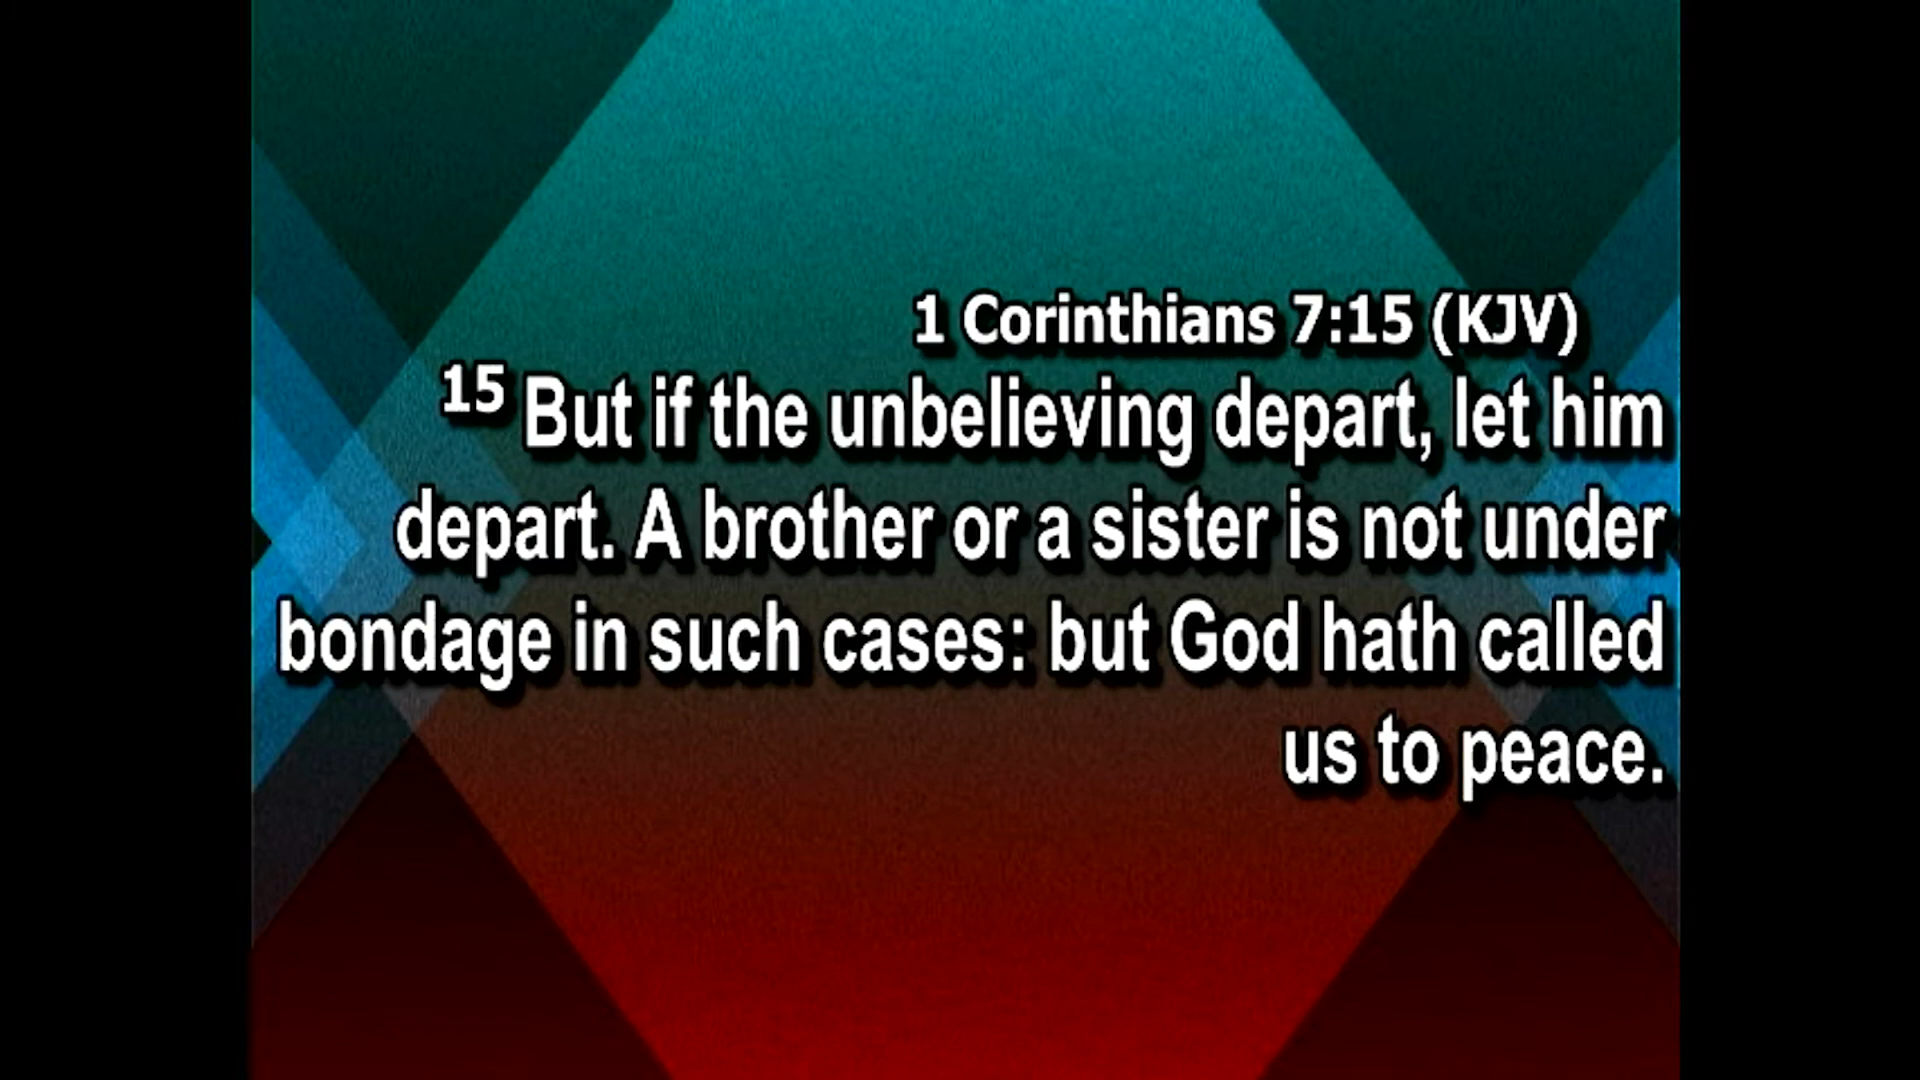 1 Corinthians 7:15 (KJV)
15 But if the unbelieving depart, let him
depart. A brother or a sister is not under
bondage in such cases: but God hath called
us to peace.